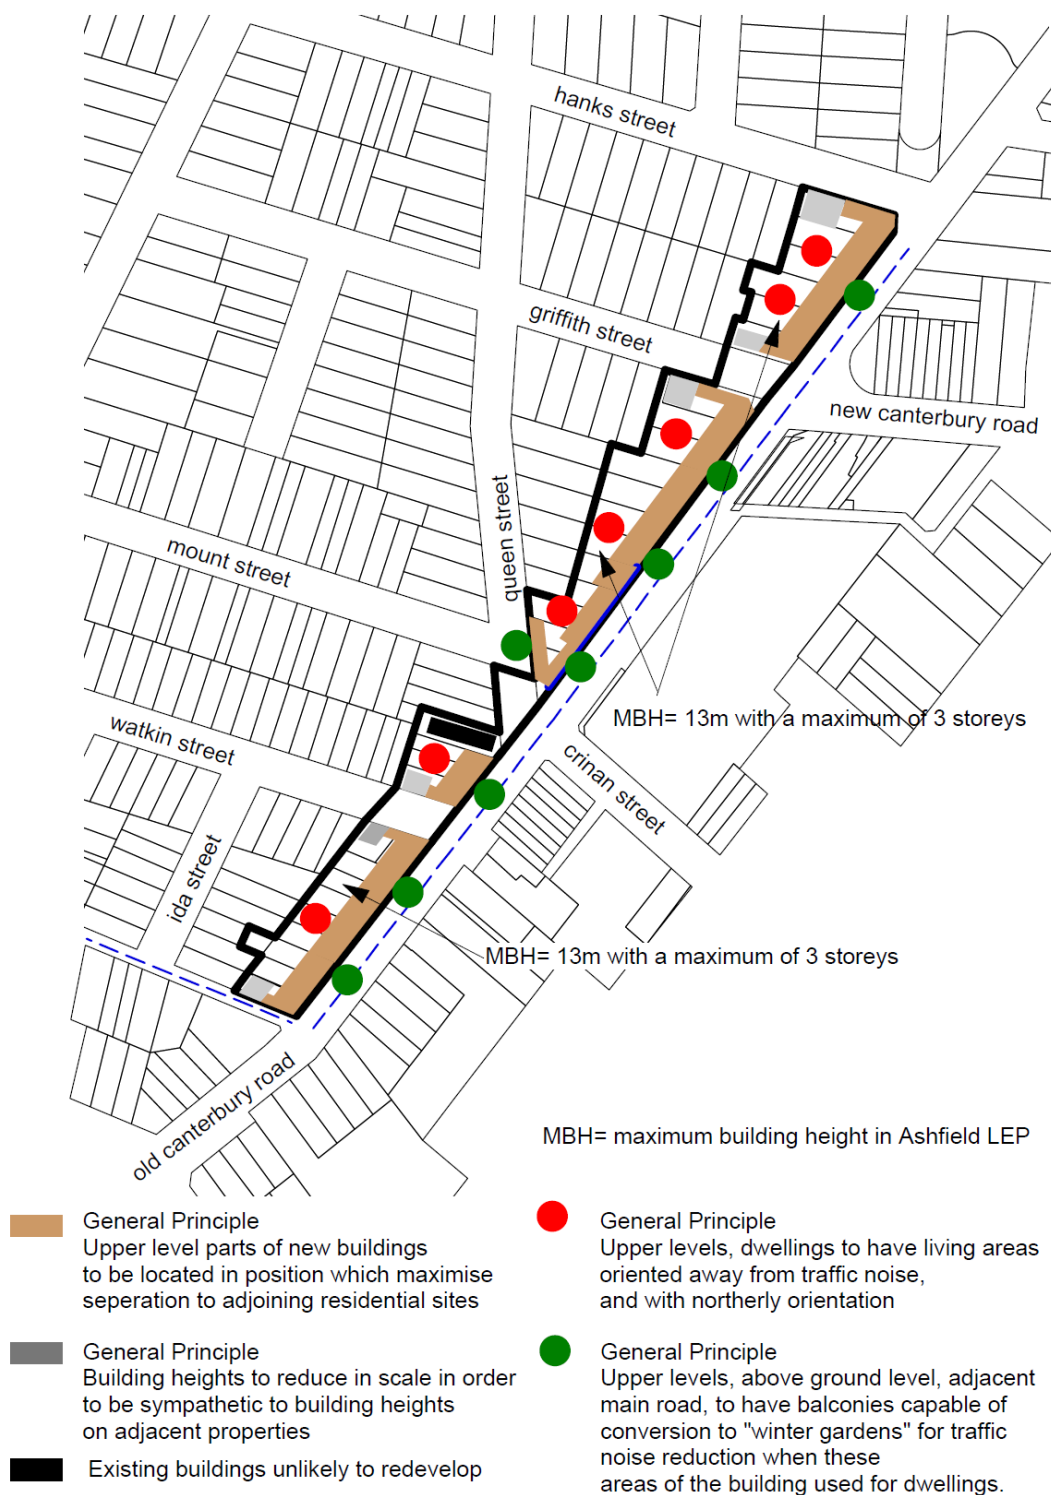 hanks street
griffith street
new canterbury road
queen street
mount street
MBH= 13m with a maximum of 3 storeys
watkin street
crinan street
ida street
MBH= 13m with a maximum of 3 storeys
old canterbury road
MBH= maximum building height in Ashfield LEP
General Principle
Upper level parts of new buildings
to be located in position which maximise
seperation to adjoining residential sites
General Principle
Upper levels, dwellings to have living areas
oriented away from traffic noise,
and with northerly orientation
General Principle
Building heights to reduce in scale in order
to be sympathetic to building heights
on adjacent properties
General Principle
Upper levels, above ground level, adjacent
main road, to have balconies capable of
conversion to "winter gardens" for traffic
noise reduction when these
areas of the building used for dwellings.
Existing buildings unlikely to redevelop